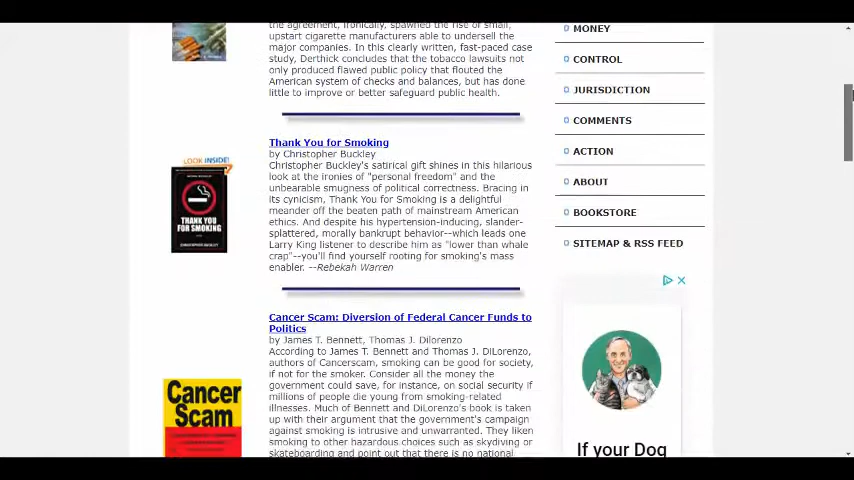 the agreement, ironically, spawned the rise of small,
upstart cigarette manufacturers able to undersell the
major companies. In this clearly written, fast-paced case
study, Derthick concludes that the tobacco lawsuits not
only produced flawed public policy that flouted the
American system of checks and balances, but has done
little to improve or better safeguard public health.
LOOK INSIDE!
THANK YOU
FOR SMOKING
CHRISTOPHER BUCKLEY
Thank You for Smoking
by Christopher Buckley
Christopher Buckley's satirical gift shines in this hilarious
look at the ironies of "personal freedom" and the
unbearable smugness of political correctness. Bracing in
its cynicism, Thank You for Smoking is a delightful
meander off the beaten path of mainstream American
ethics. And despite his hypertension-inducing, slander-
splattered, morally bankrupt behavior--which leads one
Larry King listener to describe him as "lower than whale
crap"--you'll find yourself rooting for smoking's mass
enabler. --Rebekah Warren
Cancer
Scam
Cancer Scam: Diversion of Federal Cancer Funds to
Politics
by James T. Bennett, Thomas J. Dilorenzo
According to James T. Bennett and Thomas J. DiLorenzo,
authors of Cancerscam, smoking can be good for society,
if not for the smoker. Consider all the money the
government could save, for instance, on social security if
millions of people die young from smoking-related
illnesses. Much of Bennett and DiLorenzo's book is taken
up with their argument that the government's campaign
against smoking is intrusive and unwarranted. They liken
smoking to other hazardous choices such as skydiving or
skateboarding and point out that there is no national
MONEY
CONTROL
JURISDICTION
COMMENTS
ACTION
ABOUT
BOOKSTORE
SITEMAP & RSS FEED
If your Dog